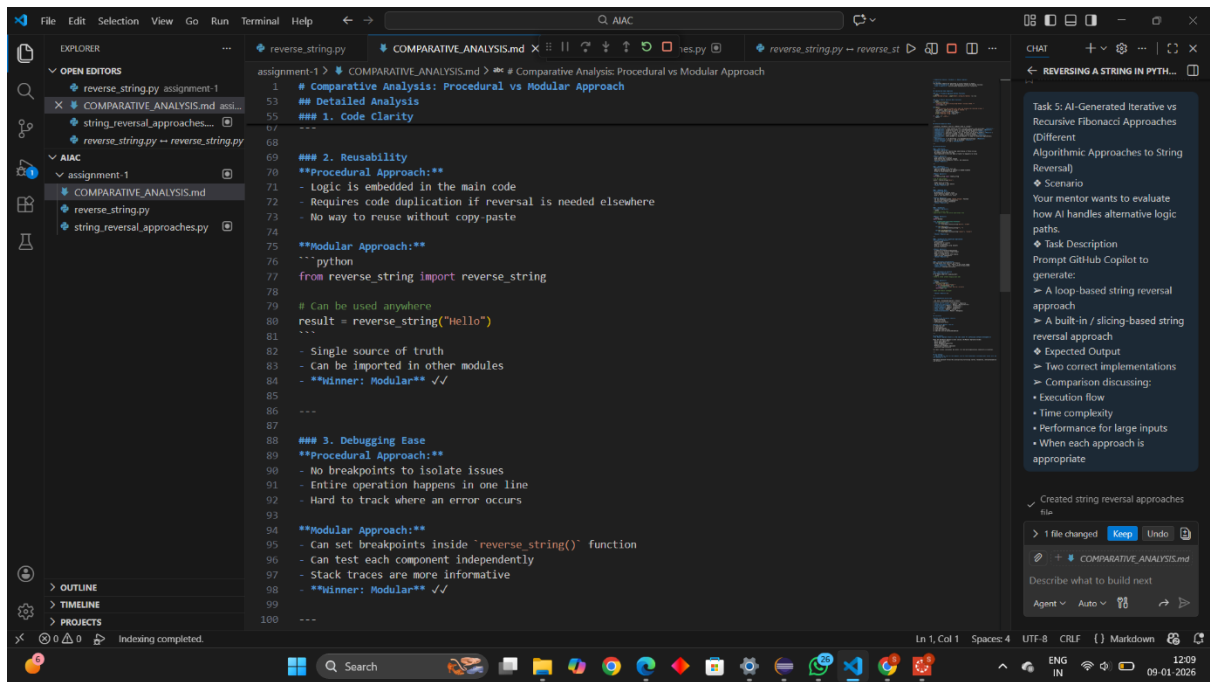 File Edit Selection View Go Run Terminal Help
AIAC
EXPLORER
OPEN EDITORS
reverse_string.py assignment-1
COMPARATIVE_ANALYSIS.md assi...
string_reversal_approaches....
reverse_string.py ↔ reverse_string.py
AIAC
assignment-1
COMPARATIVE_ANALYSIS.md
reverse_string.py
string_reversal_approaches.py
OUTLINE
TIMELINE
PROJECTS
reverse_string.py
COMPARATIVE_ANALYSIS.md
hes.py
reverse_string.py ↔ reverse_st
assignment-1 > COMPARATIVE_ANALYSIS.md > # Comparative Analysis: Procedural vs Modular Approach
1 # Comparative Analysis: Procedural vs Modular Approach
53 ## Detailed Analysis
55 ### 1. Code Clarity
67 ---
68
69 ### 2. Reusability
70 **Procedural Approach:**
71 - Logic is embedded in the main code
72 - Requires code duplication if reversal is needed elsewhere
73 - No way to reuse without copy-paste
74
75 **Modular Approach:**
76 ```python
77 from reverse_string import reverse_string
78
79 # Can be used anywhere
80 result = reverse_string("Hello")
81 ```
82 - Single source of truth
83 - Can be imported in other modules
84 - **Winner: Modular** ✓✓
85
86 ---
87
88 ### 3. Debugging Ease
89 **Procedural Approach:**
90 - No breakpoints to isolate issues
91 - Entire operation happens in one line
92 - Hard to track where an error occurs
93
94 **Modular Approach:**
95 - Can set breakpoints inside `reverse_string()` function
96 - Can test each component independently
97 - Stack traces are more informative
98 - **Winner: Modular** ✓✓
99
100 ---
CHAT
REVERSING A STRING IN PYTH...
Task 5: AI-Generated Iterative vs
Recursive Fibonacci Approaches
(Different
Algorithmic Approaches to String
Reversal)
❖ Scenario
Your mentor wants to evaluate
how AI handles alternative logic
paths.
❖ Task Description
Prompt GitHub Copilot to
generate:
➢ A loop-based string reversal
approach
➢ A built-in / slicing-based string
reversal approach
❖ Expected Output
➢ Two correct implementations
➢ Comparison discussing:
• Execution flow
• Time complexity
• Performance for large inputs
• When each approach is
appropriate
Created string reversal approaches
file
1 file changed Keep Undo
COMPARATIVE_ANALYSIS.md
Describe what to build next
Agent Auto
0 0 Indexing completed.
Ln 1, Col 1 Spaces: 4 UTF-8 CRLF {} Markdown
6
Search
26
ENG
IN
12:09
09-01-2026